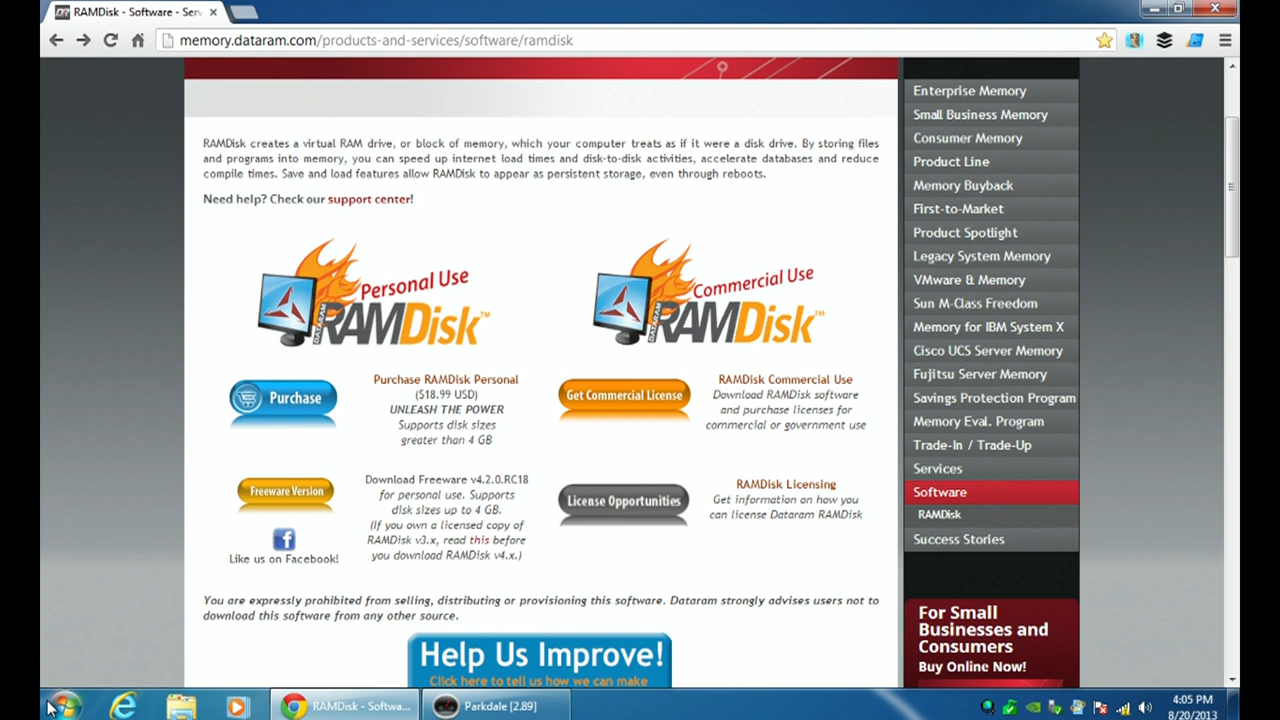 RAMDisk - Software - Serv
memory.dataram.com/products-and-services/software/ramdisk
RAMDisk creates a virtual RAM drive, or block of memory, which your computer treats as if it were a disk drive. By storing files
and programs into memory, you can speed up internet load times and disk-to-disk activities, accelerate databases and reduce
compile times. Save and load features allow RAMDisk to appear as persistent storage, even through reboots.
Need help? Check our support center!
Personal Use
DATARAM RAMDisk™
Commercial Use
DATARAM RAMDisk™
Purchase
Purchase RAMDisk Personal
($18.99 USD)
UNLEASH THE POWER
Supports disk sizes
greater than 4 GB
Get Commercial License
RAMDisk Commercial Use
Download RAMDisk software
and purchase licenses for
commercial or government use
Freeware Version
Like us on Facebook!
Download Freeware v4.2.0.RC18
for personal use. Supports
disk sizes up to 4 GB.
(If you own a licensed copy of
RAMDisk v3.x, read this before
you download RAMDisk v4.x.)
License Opportunities
RAMDisk Licensing
Get information on how you
can license Dataram RAMDisk
You are expressly prohibited from selling, distributing or provisioning this software. Dataram strongly advises users not to
download this software from any other source.
Help Us Improve!
Click here to tell us how we can make
Enterprise Memory
Small Business Memory
Consumer Memory
Product Line
Memory Buyback
First-to-Market
Product Spotlight
Legacy System Memory
VMware & Memory
Sun M-Class Freedom
Memory for IBM System X
Cisco UCS Server Memory
Fujitsu Server Memory
Savings Protection Program
Memory Eval. Program
Trade-In / Trade-Up
Services
Software
RAMDisk
Success Stories
For Small
Businesses and
Consumers
Buy Online Now!
RAMDisk - Softwa...
Parkdale [2.89]
4:05 PM
8/20/2013